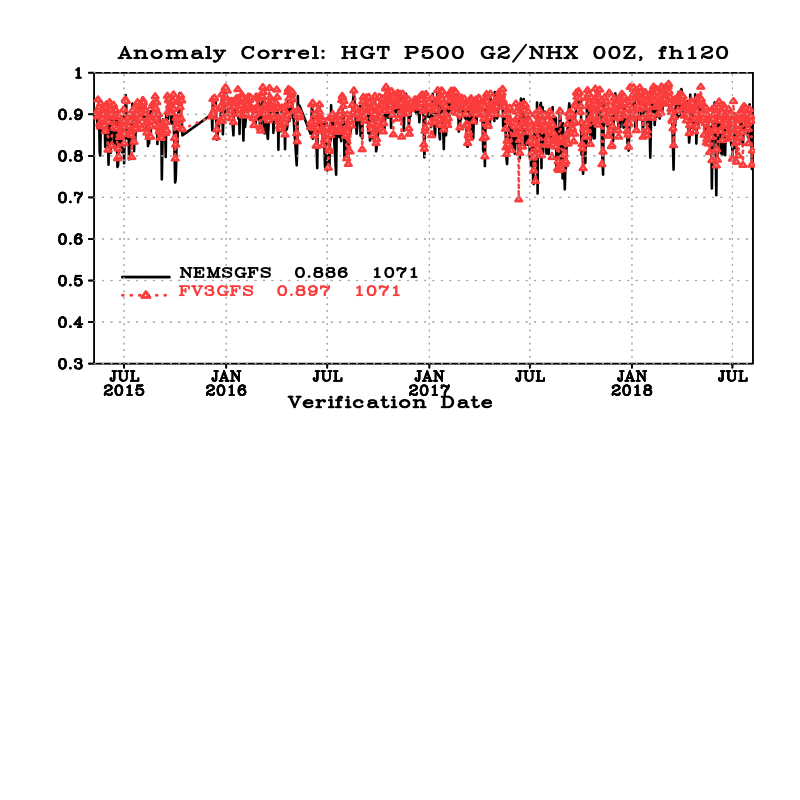 Anomaly Correl: HGT P500 G2/NHX 00Z, fh120
1
0.9
0.8
0.7
0.6
0.5
0.4
0.3
NEMSGFS 0.886 1071
FV3GFS 0.897 1071
JUL JAN JUL JAN JUL JAN JUL
2015 2016 2017 2018
Verification Date